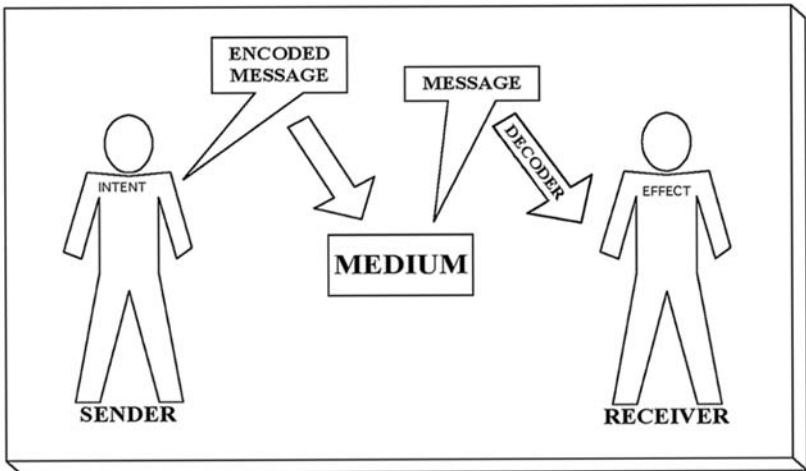 ENCODED
MESSAGE
MESSAGE
DECODER
INTENT
EFFECT
MEDIUM
SENDER
RECEIVER